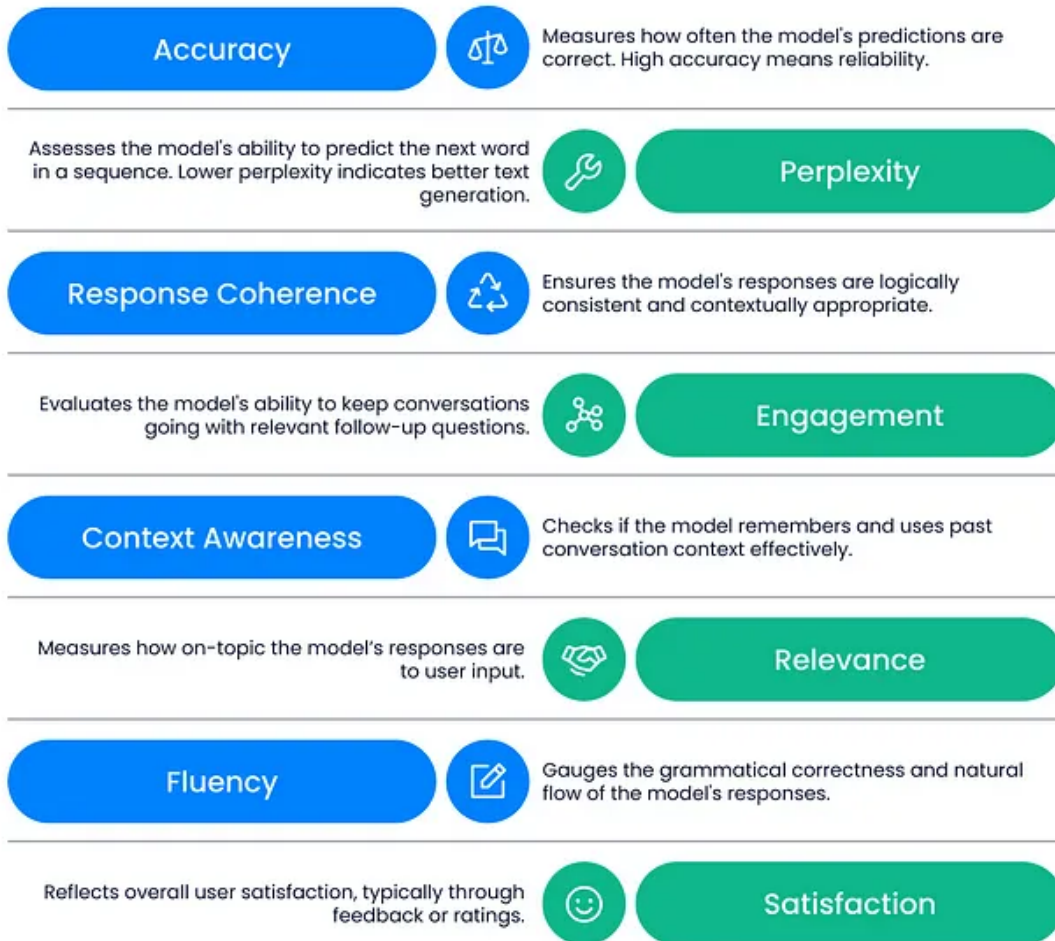 Accuracy
Measures how often the model's predictions are
correct. High accuracy means reliability.
Assesses the model's ability to predict the next word
in a sequence. Lower perplexity indicates better text
generation.
Perplexity
Response Coherence
Ensures the model's responses are logically
consistent and contextually appropriate.
Evaluates the model's ability to keep conversations
going with relevant follow-up questions.
Engagement
Context Awareness
Checks if the model remembers and uses past
conversation context effectively.
Measures how on-topic the model's responses are
to user input.
Relevance
Fluency
Gauges the grammatical correctness and natural
flow of the model's responses.
Reflects overall user satisfaction, typically through
feedback or ratings.
Satisfaction